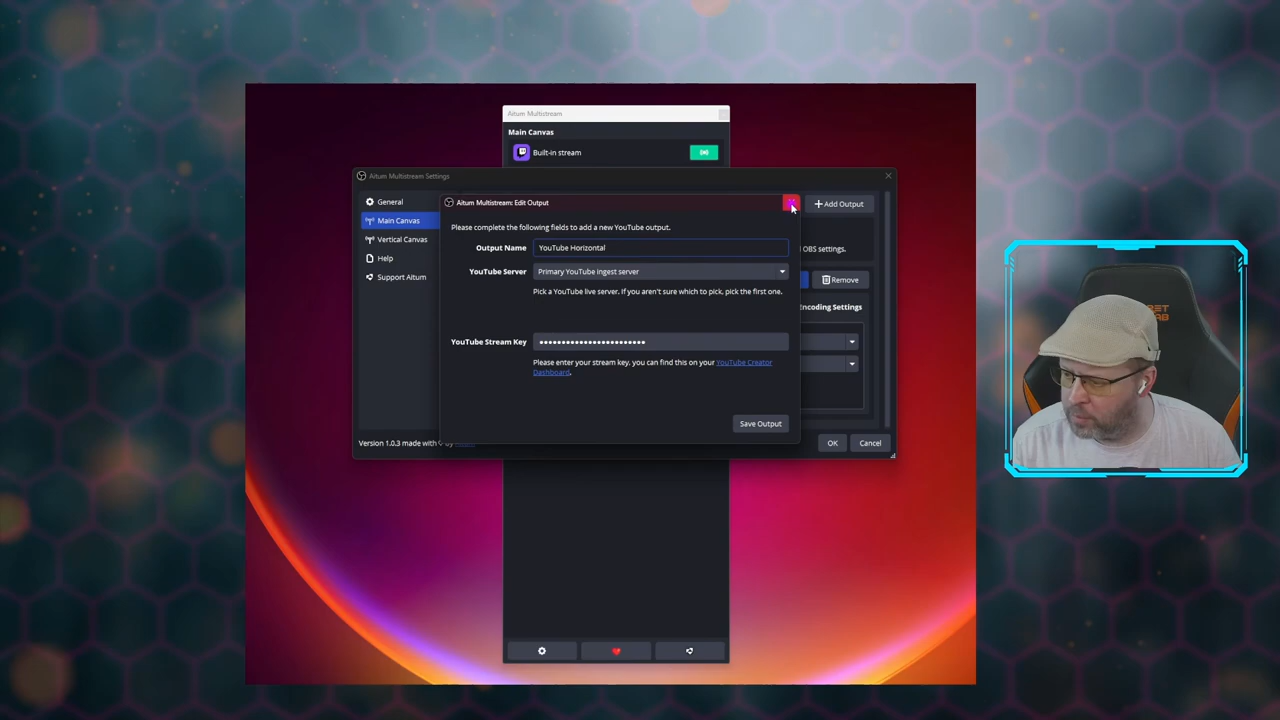 Aitum Multistream
Main Canvas
Built-in stream
Aitum Multistream Settings
General
Main Canvas
Vertical Canvas
Help
Support Aitum
Aitum Multistream: Edit Output
Please complete the following fields to add a new YouTube output.
Output Name
YouTube Horizontal
YouTube Server
Primary YouTube ingest server
Pick a YouTube live server. If you aren't sure which to pick, pick the first one.
YouTube Stream Key
Please enter your stream key, you can find this on your YouTube Creator
Dashboard.
Save Output
Add Output
OBS settings.
Remove
Encoding Settings
Version 1.0.3 made with by
OK
Cancel